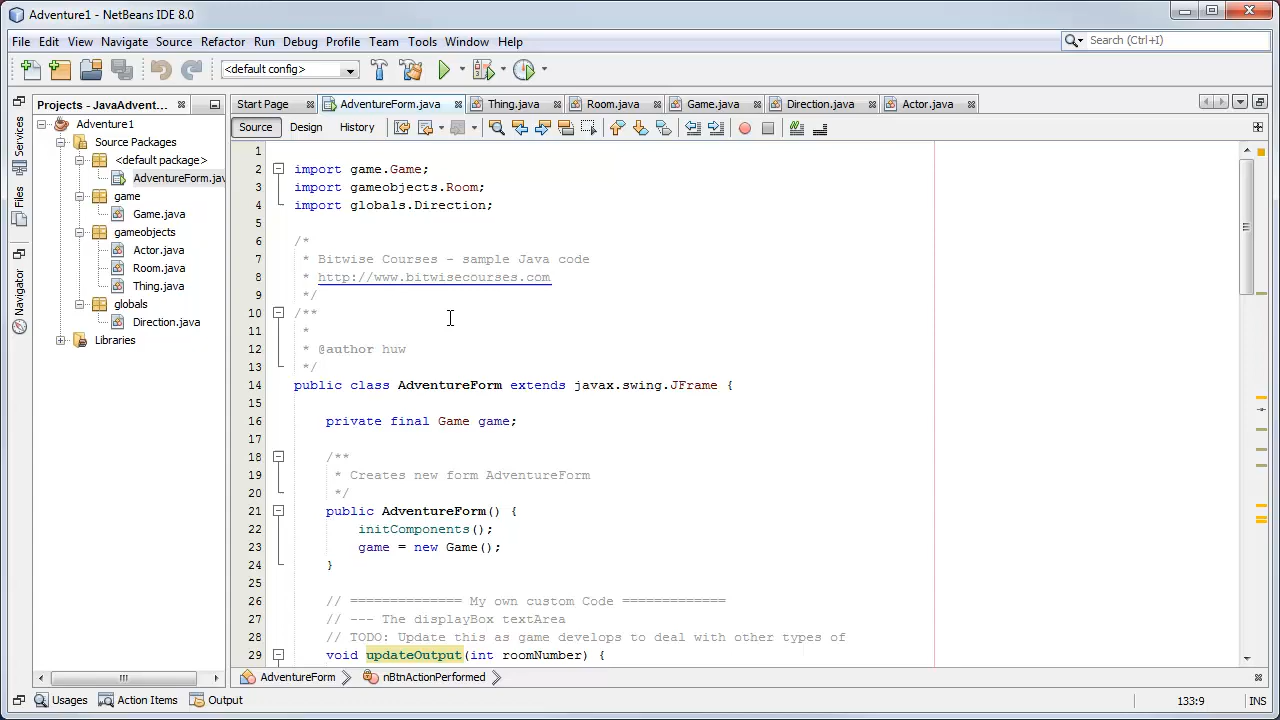 Adventure1 - NetBeans IDE 8.0
File Edit View Navigate Source Refactor Run Debug Profile Team Tools Window Help
Search (Ctrl+I)
<default config>
Projects - JavaAdvent...
Start Page AdventureForm.java Thing.java Room.java Game.java Direction.java Actor.java
Source Design History
Services
Files
Navigator
Adventure1
Source Packages
<default package>
AdventureForm.jav
game
Game.java
gameobjects
Actor.java
Room.java
Thing.java
globals
Direction.java
Libraries
1
2 import game.Game;
3 import gameobjects.Room;
4 import globals.Direction;
5
6 /*
7 * Bitwise Courses - sample Java code
8 * http://www.bitwisecourses.com
9 */
10 /**
11 *
12 * @author huw
13 */
14 public class AdventureForm extends javax.swing.JFrame {
15
16 private final Game game;
17
18 /**
19 * Creates new form AdventureForm
20 */
21 public AdventureForm() {
22 initComponents();
23 game = new Game();
24 }
25
26 // ============== My own custom Code =============
27 // --- The displayBox textArea
28 // TODO: Update this as game develops to deal with other types of
29 void updateOutput(int roomNumber) {
AdventureForm nBtnActionPerformed
Usages Action Items Output
133:9 INS